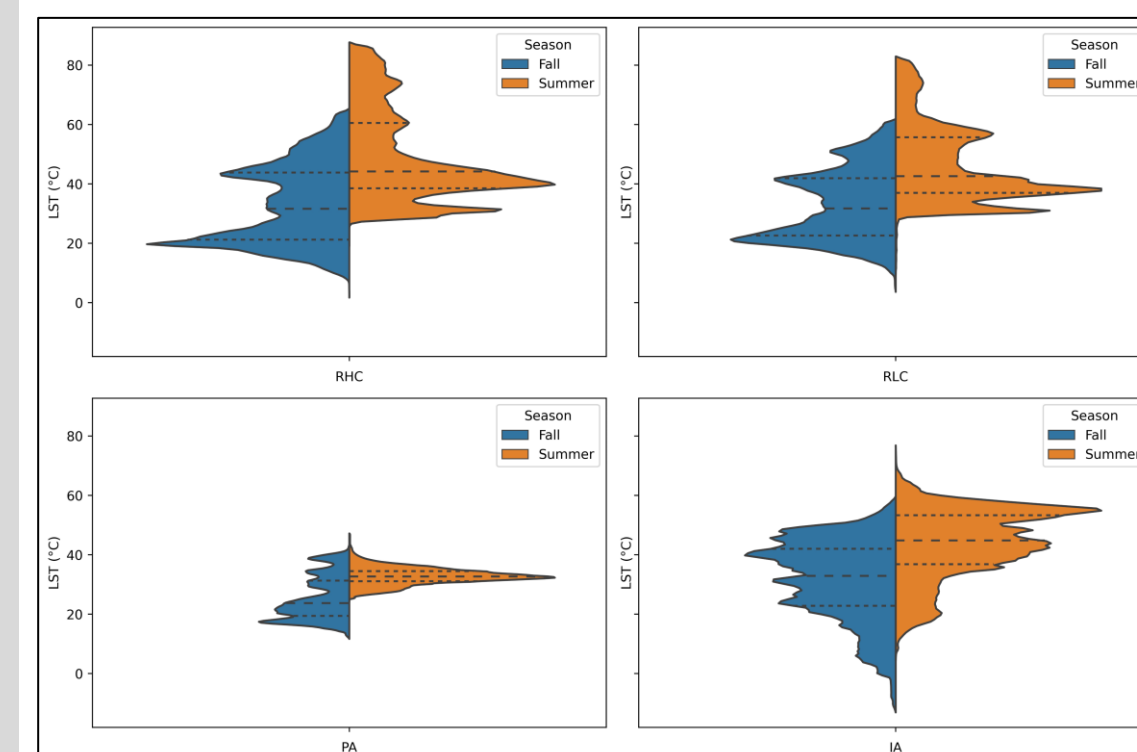 Season
Fall
Summer
80
60
40
20
0
LST (°C)
RHC
Season
Fall
Summer
LST (°C)
RLC
Season
Fall
Summer
80
60
40
20
0
LST (°C)
PA
Season
Fall
Summer
LST (°C)
IA